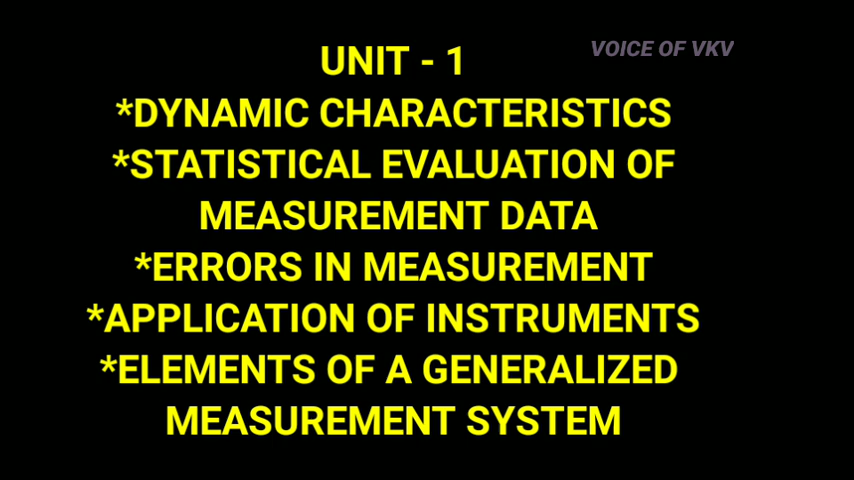 UNIT - 1
VOICE OF VKV
*DYNAMIC CHARACTERISTICS
*STATISTICAL EVALUATION OF
MEASUREMENT DATA
*ERRORS IN MEASUREMENT
*APPLICATION OF INSTRUMENTS
*ELEMENTS OF A GENERALIZED
MEASUREMENT SYSTEM